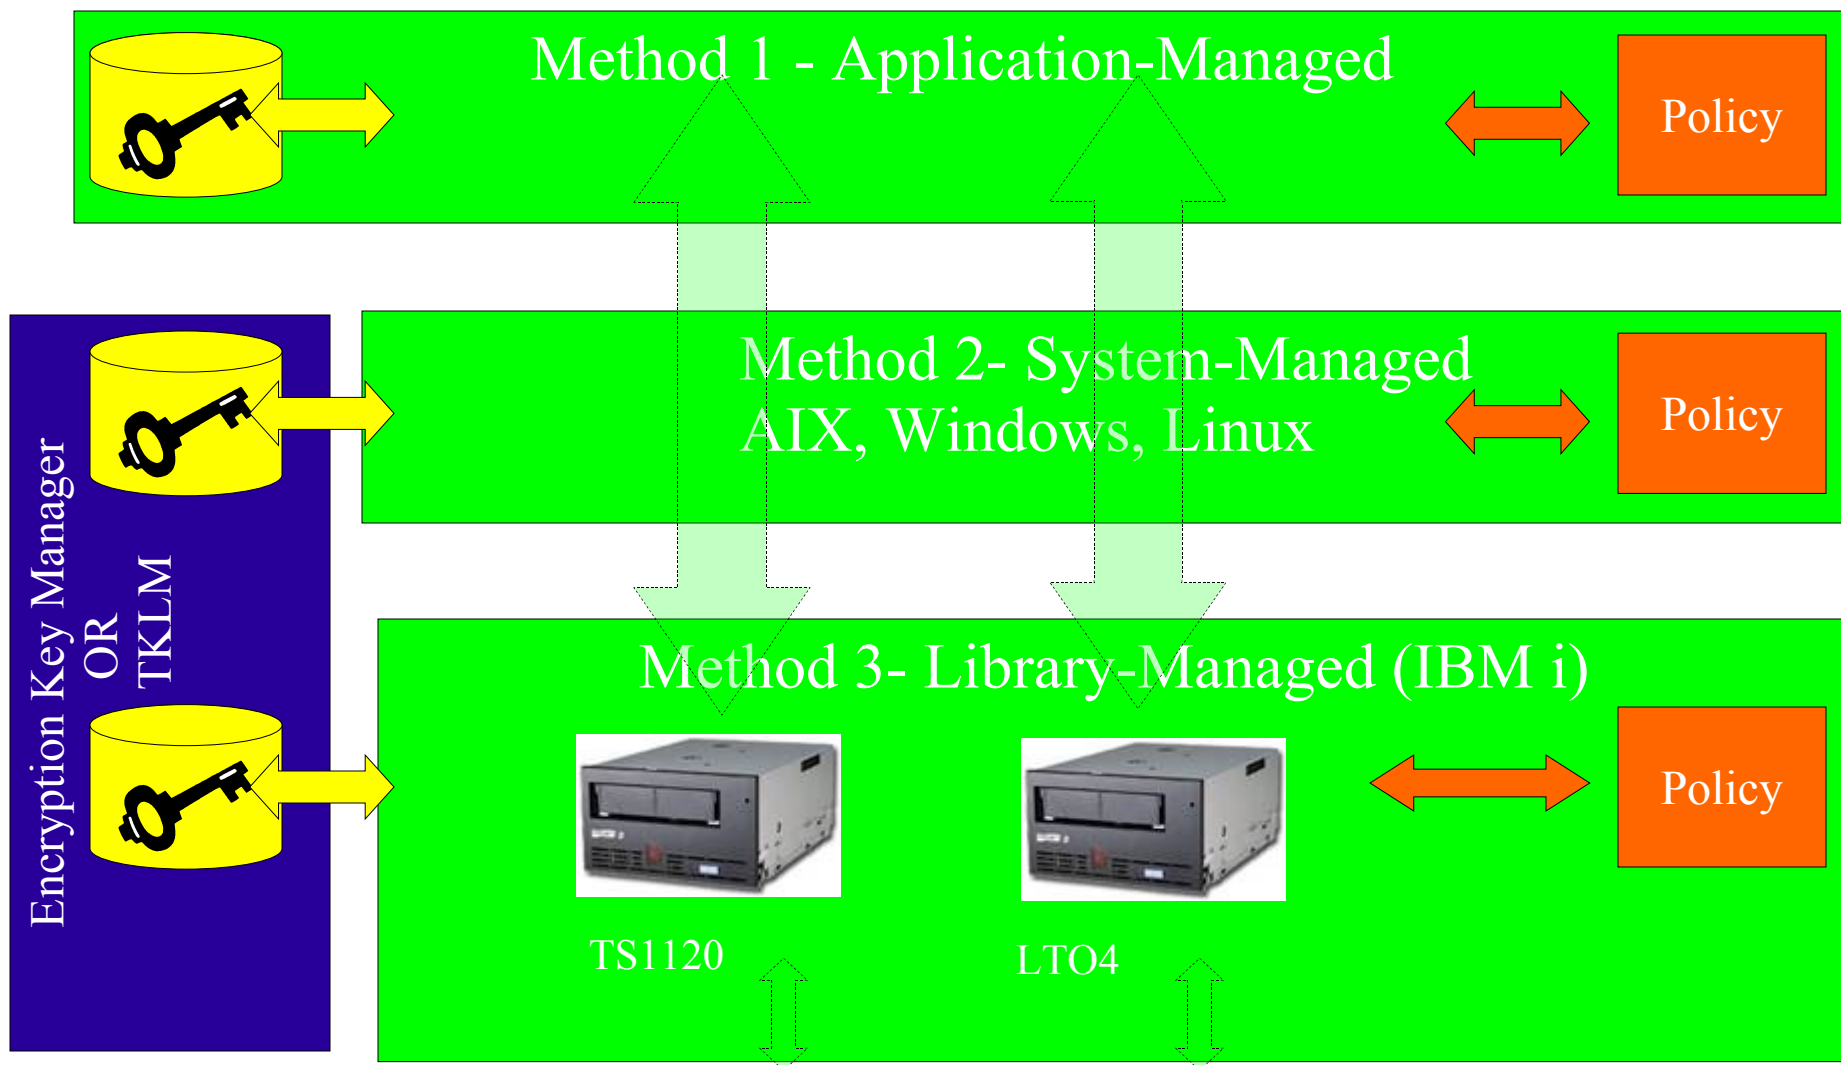 Method 1 - Application-Managed
Policy
Method 2- System-Managed
AIX, Windows, Linux
Policy
Encryption Key Manager
OR
TKLM
Method 3- Library-Managed (IBM i)
Policy
TS1120
LTO4